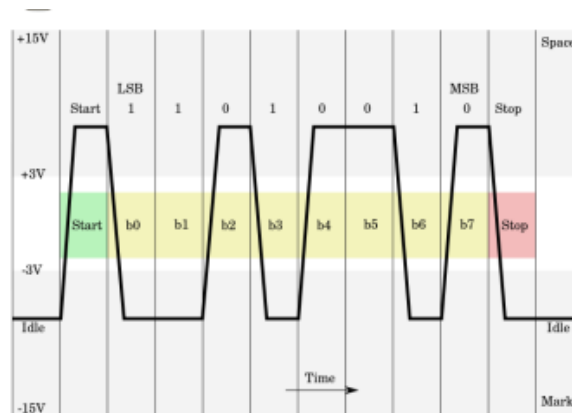 +15V Space
LSB MSB
Start 1 1 0 1 0 0 1 0 Stop
+3V
Start b0 b1 b2 b3 b4 b5 b6 b7 Stop
-3V
Idle Idle
Time
-15V Mark